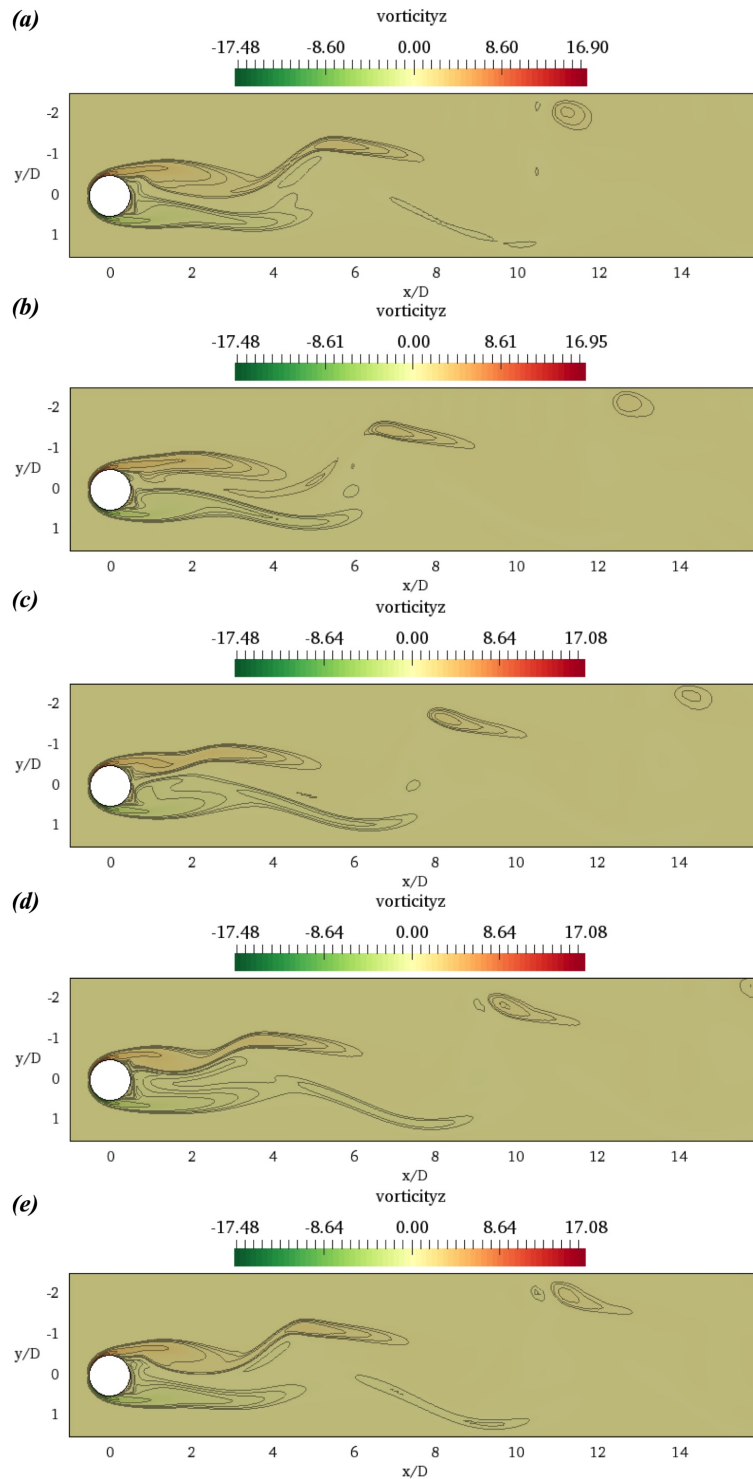 (a)
vorticityz
-17.48 -8.60 0.00 8.60 16.90
-2
-1
y/D
0
1
0 2 4 6 8 10 12 14
x/D
(b)
vorticityz
-17.48 -8.61 0.00 8.61 16.95
-2
-1
y/D
0
1
0 2 4 6 8 10 12 14
x/D
(c)
vorticityz
-17.48 -8.64 0.00 8.64 17.08
-2
-1
y/D
0
1
0 2 4 6 8 10 12 14
x/D
(d)
vorticityz
-17.48 -8.64 0.00 8.64 17.08
-2
-1
y/D
0
1
0 2 4 6 8 10 12 14
x/D
(e)
vorticityz
-17.48 -8.64 0.00 8.64 17.08
-2
-1
y/D
0
1
0 2 4 6 8 10 12 14
x/D